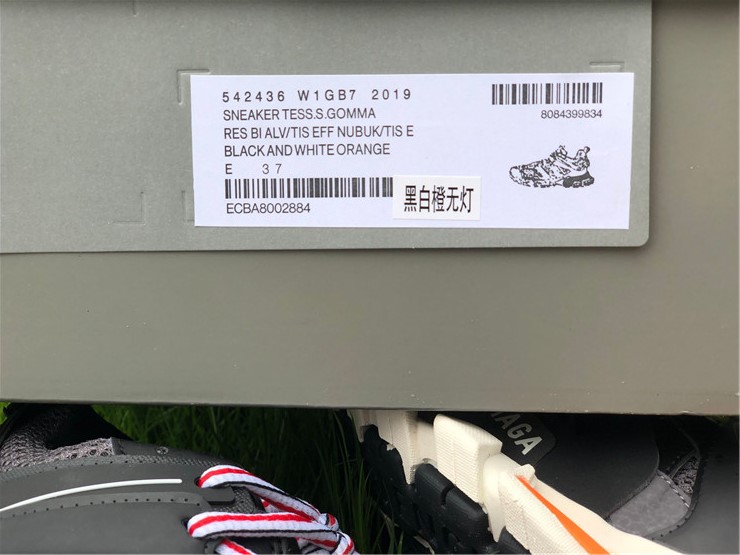 542436 W1GB7 2019
SNEAKER TESS.S.GOMMA
RES BI ALV/TIS EFF NUBUK/TIS E
BLACK AND WHITE ORANGE
E 37
ECBA8002884
黑白橙无灯
8084399834
AGA